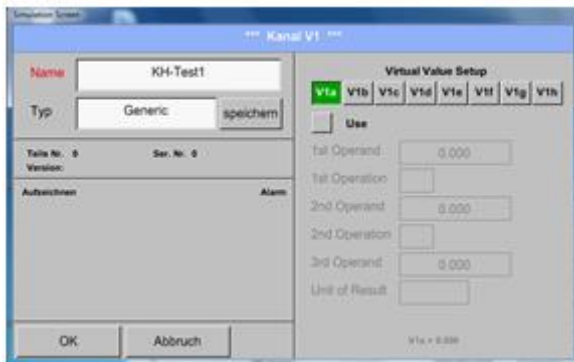 Simulation Screen
*** Kanal V1 ***
Name KH-Test1
Typ Generic speichern
Teile Nr. 0 Ser. Nr. 0
Version:
Aufzeichnen Alarm
OK Abbruch
Virtual Value Setup
V1a V1b V1c V1d V1e V1f V1g V1h
Use
1st Operand 0.000
1st Operation
2nd Operand 0.000
2nd Operation
3rd Operand 0.000
Unit of Result
V1a = 0.000